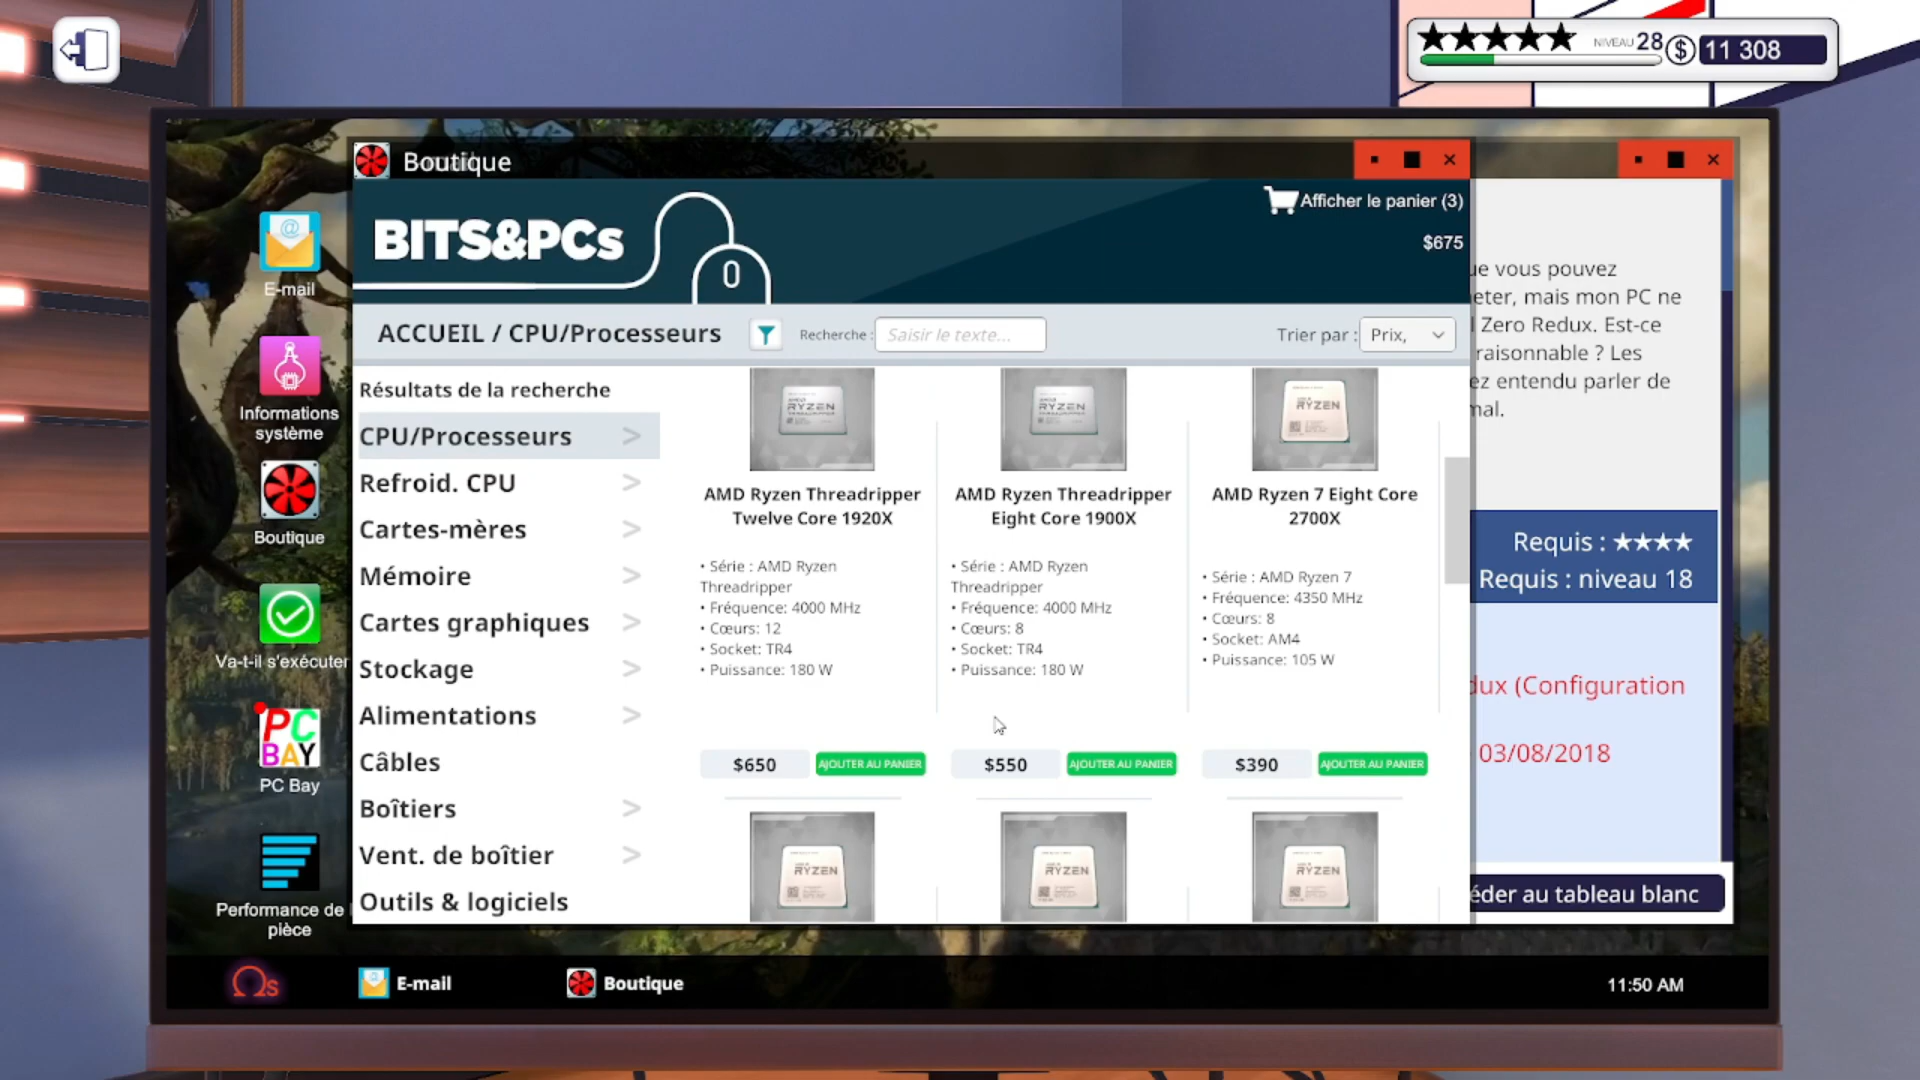 ★★★★★ NIVEAU 28 $ 11 308
Boutique
Afficher le panier (3)
BITS&PCs
$675
ue vous pouvez
eter, mais mon PC ne
l Zero Redux. Est-ce
raisonnable ? Les
ez entendu parler de
mal.
ACCUEIL / CPU/Processeurs
Recherche :
Saisir le texte...
Trier par :
Prix,
Résultats de la recherche
CPU/Processeurs >
Refroid. CPU >
Cartes-mères >
Mémoire >
Cartes graphiques >
Stockage >
Alimentations >
Câbles
Boîtiers >
Vent. de boîtier >
Outils & logiciels
RYZEN
AMD Ryzen Threadripper
Twelve Core 1920X
• Série : AMD Ryzen
Threadripper
• Fréquence: 4000 MHz
• Cœurs: 12
• Socket: TR4
• Puissance: 180 W
$650
AJOUTER AU PANIER
RYZEN
AMD Ryzen Threadripper
Eight Core 1900X
• Série : AMD Ryzen
Threadripper
• Fréquence: 4000 MHz
• Cœurs: 8
• Socket: TR4
• Puissance: 180 W
$550
AJOUTER AU PANIER
RYZEN
AMD Ryzen 7 Eight Core
2700X
• Série : AMD Ryzen 7
• Fréquence: 4350 MHz
• Cœurs: 8
• Socket: AM4
• Puissance: 105 W
$390
AJOUTER AU PANIER
RYZEN
RYZEN
RYZEN
Requis : ★★★★
Requis : niveau 18
dux (Configuration
03/08/2018
éder au tableau blanc
E-mail
Informations
système
Boutique
Va-t-il s'exécuter
PC
BAY
PC Bay
Performance de
pièce
Ωs
E-mail
Boutique
11:50 AM